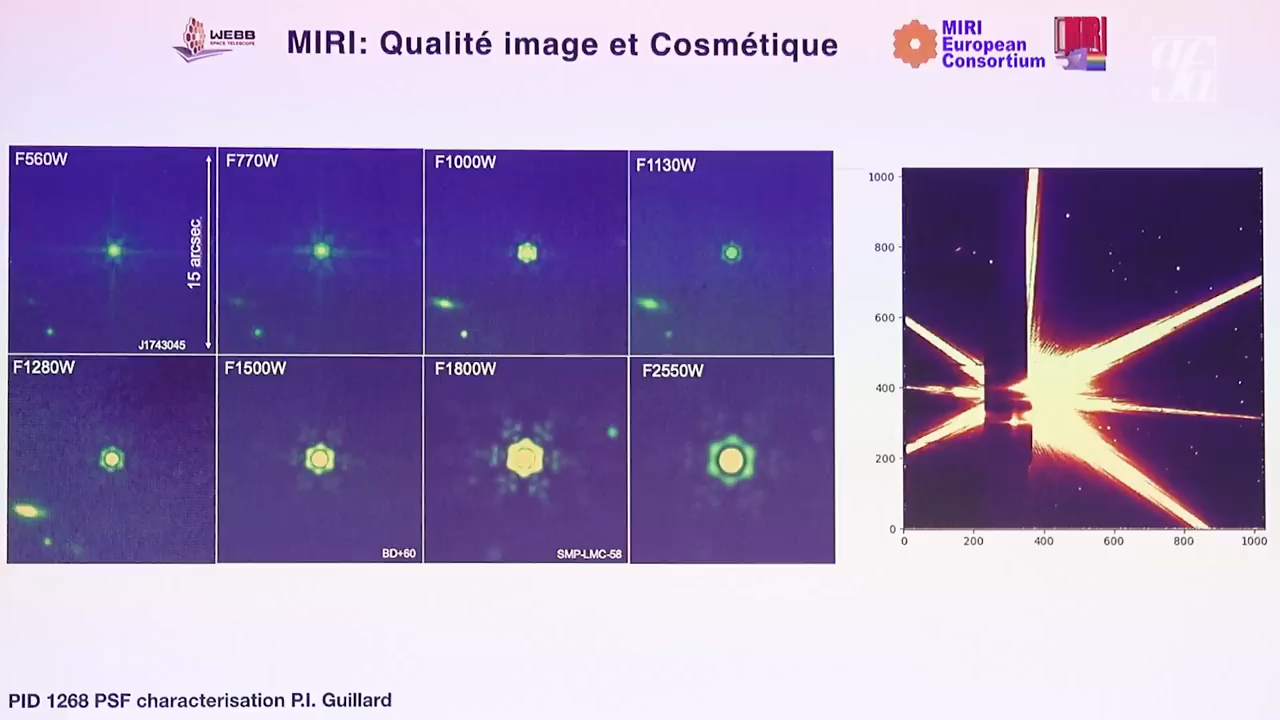 WEBB
SPACE TELESCOPE
MIRI: Qualité image et Cosmétique
MIRI
European
Consortium
MIRI
afa
F560W
F770W
F1000W
F1130W
15 arcsec
J1743045
F1280W
F1500W
F1800W
F2550W
BD+60
SMP-LMC-58
1000
800
600
400
200
0
0
200
400
600
800
1000
PID 1268 PSF characterisation P.I. Guillard